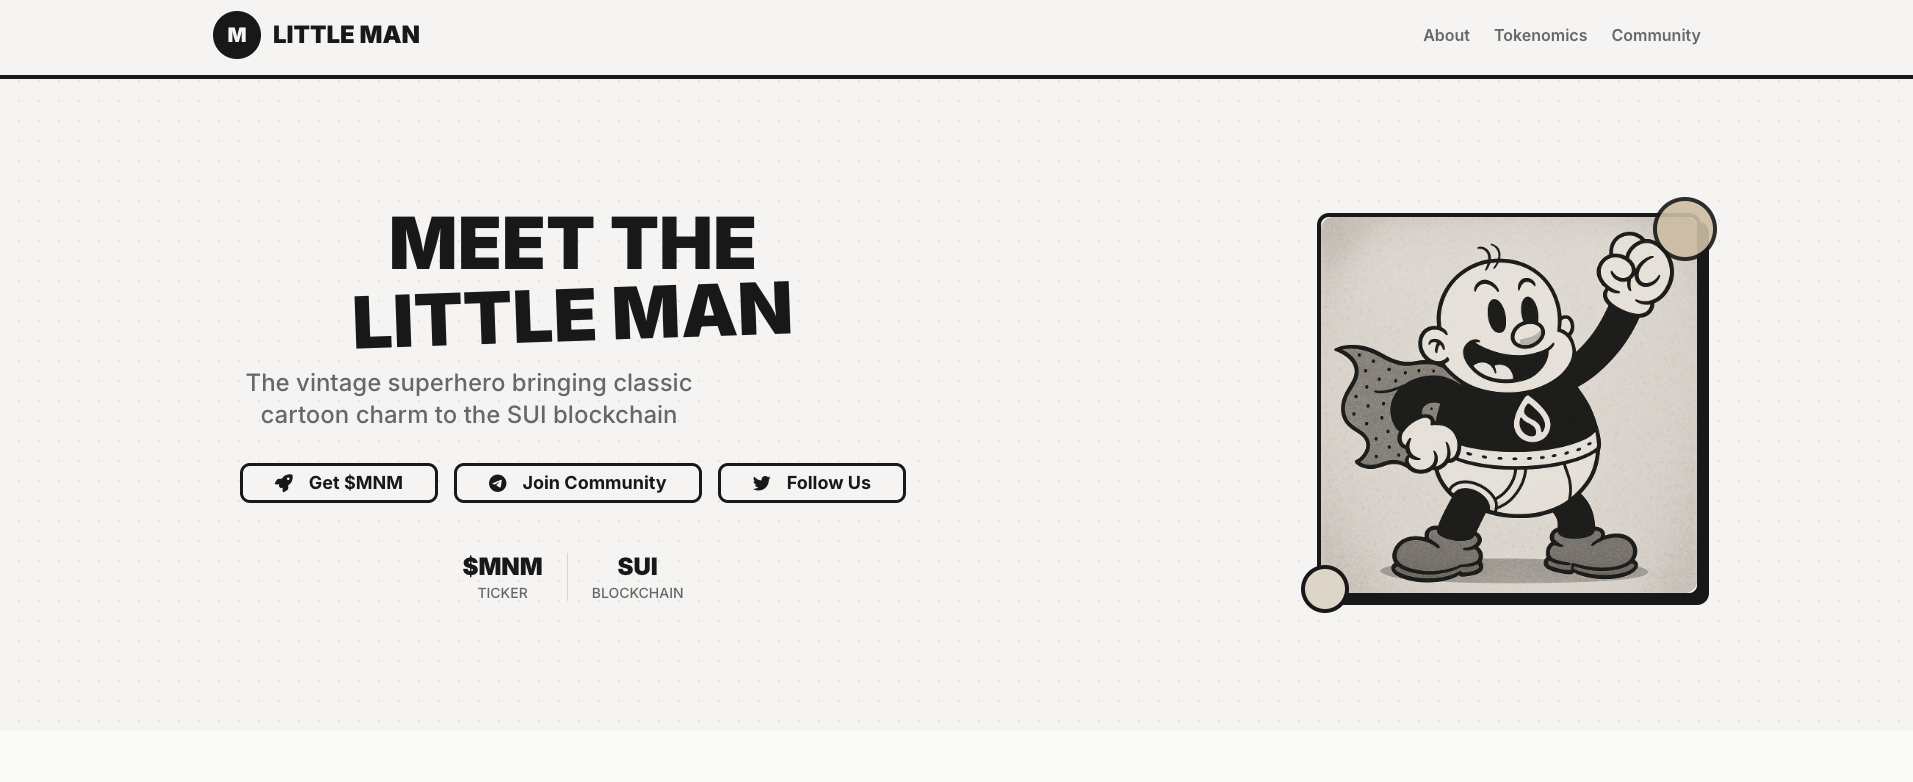 M
LITTLE MAN
About
Tokenomics
Community
MEET THE
LITTLE MAN
The vintage superhero bringing classic
cartoon charm to the SUI blockchain
Get $MNM
Join Community
Follow Us
$MNM
TICKER
SUI
BLOCKCHAIN